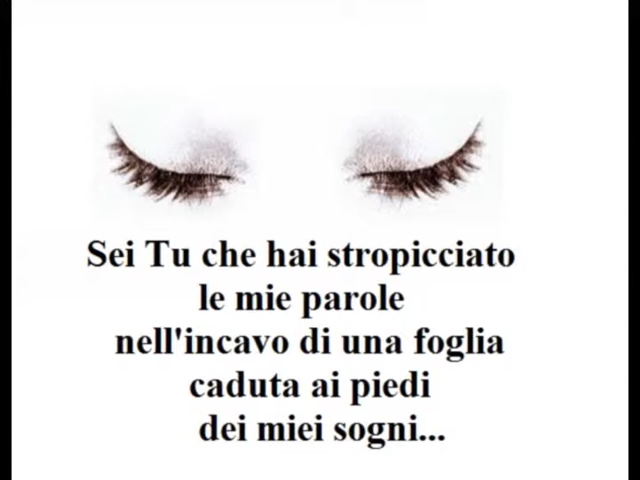 Sei Tu che hai stropicciato
le mie parole
nell'incavo di una foglia
caduta ai piedi
dei miei sogni...